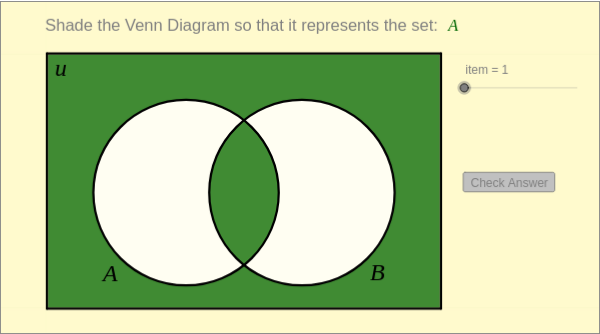 Shade the Venn Diagram so that it represents the set: A
u
item = 1
Check Answer
A
B